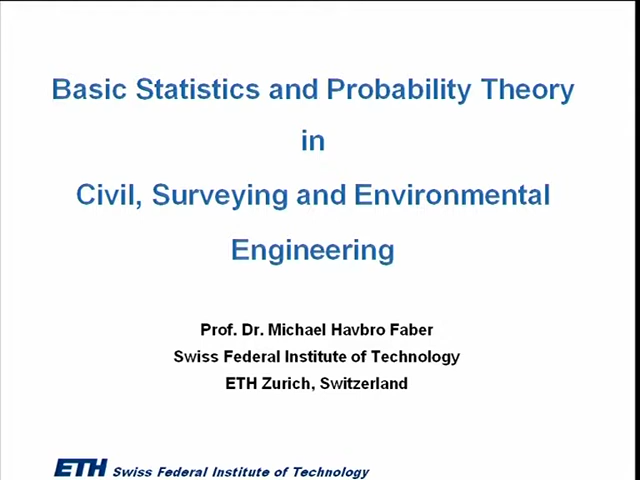 Basic Statistics and Probability Theory
in
Civil, Surveying and Environmental
Engineering
Prof. Dr. Michael Havbro Faber
Swiss Federal Institute of Technology
ETH Zurich, Switzerland
ETH Swiss Federal Institute of Technology